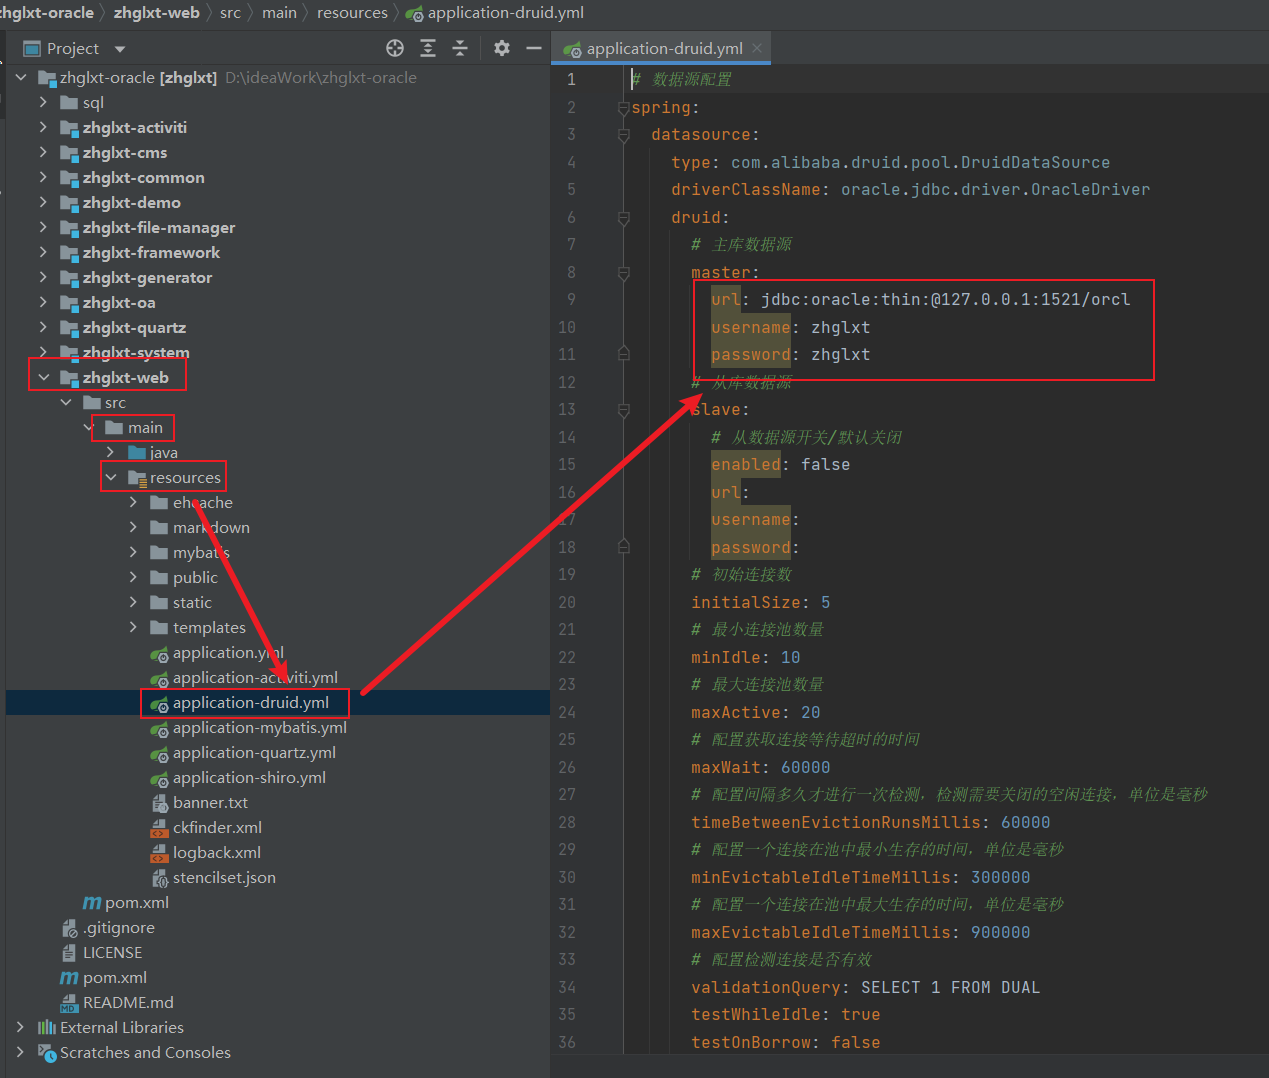 zhglxt-oracle 〉 zhglxt-web 〉 src 〉 main 〉 resources 〉 application-druid.yml
Project
zhglxt-oracle [zhglxt] D:\ideaWork\zhglxt-oracle
sql
zhglxt-activiti
zhglxt-cms
zhglxt-common
zhglxt-demo
zhglxt-file-manager
zhglxt-framework
zhglxt-generator
zhglxt-oa
zhglxt-quartz
zhglxt-system
zhglxt-web
src
main
java
resources
ehcache
markdown
mybatis
public
static
templates
application.yml
application-activiti.yml
application-druid.yml
application-mybatis.yml
application-quartz.yml
application-shiro.yml
banner.txt
ckfinder.xml
logback.xml
stencilset.json
pom.xml
.gitignore
LICENSE
pom.xml
README.md
External Libraries
Scratches and Consoles
application-druid.yml
1 # 数据源配置
2 spring:
3 datasource:
4 type: com.alibaba.druid.pool.DruidDataSource
5 driverClassName: oracle.jdbc.driver.OracleDriver
6 druid:
7 # 主库数据源
8 master:
9 url: jdbc:oracle:thin:@127.0.0.1:1521/orcl
10 username: zhglxt
11 password: zhglxt
12 # 从库数据源
13 slave:
14 # 从数据源开关/默认关闭
15 enabled: false
16 url:
17 username:
18 password:
19 # 初始连接数
20 initialSize: 5
21 # 最小连接池数量
22 minIdle: 10
23 # 最大连接池数量
24 maxActive: 20
25 # 配置获取连接等待超时的时间
26 maxWait: 60000
27 # 配置间隔多久才进行一次检测，检测需要关闭的空闲连接，单位是毫秒
28 timeBetweenEvictionRunsMillis: 60000
29 # 配置一个连接在池中最小生存的时间，单位是毫秒
30 minEvictableIdleTimeMillis: 300000
31 # 配置一个连接在池中最大生存的时间，单位是毫秒
32 maxEvictableIdleTimeMillis: 900000
33 # 配置检测连接是否有效
34 validationQuery: SELECT 1 FROM DUAL
35 testWhileIdle: true
36 testOnBorrow: false